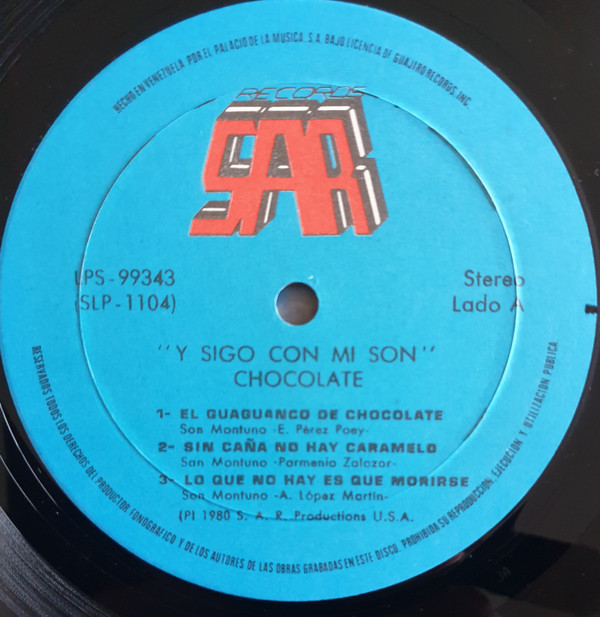 HECHO EN VENEZUELA POR EL PALACIO DE LA MUSICA, S.A. BAJO LICENCIA DE GUAJIRO RECORDS, INC.
RECORDS
SAR
LPS-99343
(SLP-1104)
Stereo
Lado A
"Y SIGO CON MI SON"
CHOCOLATE
1- EL GUAGUANCO DE CHOCOLATE
Son Montuno -E. Pérez Poey-
2- SIN CAÑA NO HAY CARAMELO
San Montuno -Parmenio Zalazar-
3- LO QUE NO HAY ES QUE MORIRSE
Son Montuno -A. López Martín-
(P) 1980 S. A. R. Productions U.S.A.
RESERVADOS TODOS LOS DERECHOS DEL PRODUCTOR FONOGRAFICO Y DE LOS AUTORES DE LAS OBRAS GRABADAS EN ESTE DISCO. PROHIBIDA SU REPRODUCCION, EJECUCION Y UTILIZACION PUBLICA